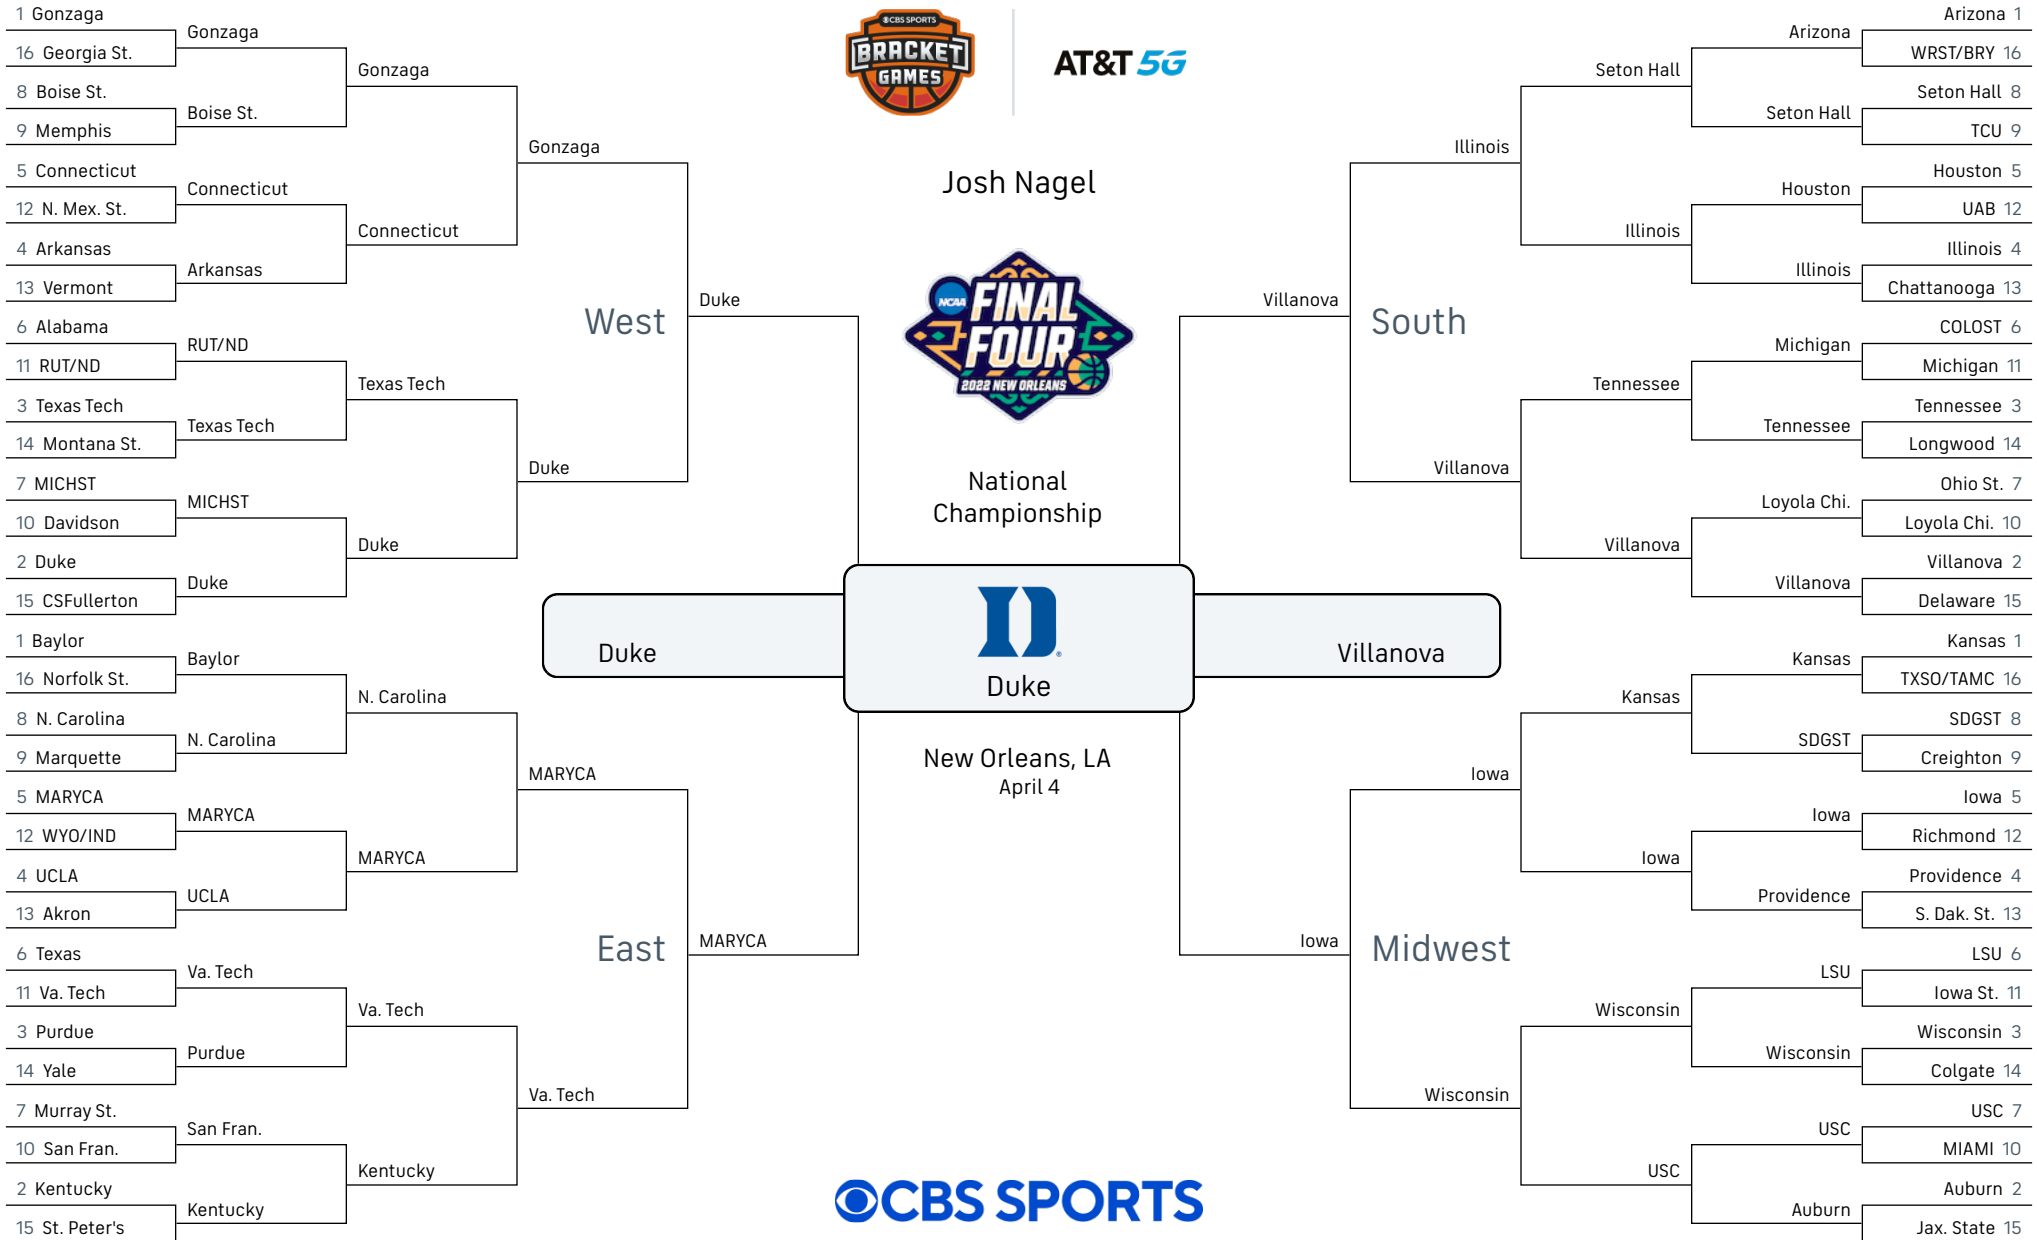 1 Gonzaga
16 Georgia St.
8 Boise St.
9 Memphis
5 Connecticut
12 N. Mex. St.
4 Arkansas
13 Vermont
6 Alabama
11 RUT/ND
3 Texas Tech
14 Montana St.
7 MICHST
10 Davidson
2 Duke
15 CSFullerton
1 Baylor
16 Norfolk St.
8 N. Carolina
9 Marquette
5 MARYCA
12 WYO/IND
4 UCLA
13 Akron
6 Texas
11 Va. Tech
3 Purdue
14 Yale
7 Murray St.
10 San Fran.
2 Kentucky
15 St. Peter's
Gonzaga
Boise St.
Connecticut
Arkansas
RUT/ND
Texas Tech
MICHST
Duke
Baylor
N. Carolina
MARYCA
UCLA
Va. Tech
Purdue
San Fran.
Kentucky
Gonzaga
Connecticut
Texas Tech
Duke
N. Carolina
MARYCA
Va. Tech
Kentucky
Gonzaga
Duke
MARYCA
Va. Tech
West
East
Duke
MARYCA
CBS SPORTS
BRACKET
GAMES
AT&T 5G
Josh Nagel
NCAA
FINAL
FOUR
2022 NEW ORLEANS
National
Championship
Duke
Duke
Villanova
New Orleans, LA
April 4
CBS SPORTS
Villanova
Iowa
South
Midwest
Illinois
Villanova
Iowa
Wisconsin
Seton Hall
Illinois
Tennessee
Villanova
Kansas
Iowa
Wisconsin
USC
Arizona
Seton Hall
Houston
Illinois
Michigan
Tennessee
Loyola Chi.
Villanova
Kansas
SDGST
Iowa
Providence
LSU
Wisconsin
USC
Auburn
Arizona 1
WRST/BRY 16
Seton Hall 8
TCU 9
Houston 5
UAB 12
Illinois 4
Chattanooga 13
COLOST 6
Michigan 11
Tennessee 3
Longwood 14
Ohio St. 7
Loyola Chi. 10
Villanova 2
Delaware 15
Kansas 1
TXSO/TAMC 16
SDGST 8
Creighton 9
Iowa 5
Richmond 12
Providence 4
S. Dak. St. 13
LSU 6
Iowa St. 11
Wisconsin 3
Colgate 14
USC 7
MIAMI 10
Auburn 2
Jax. State 15